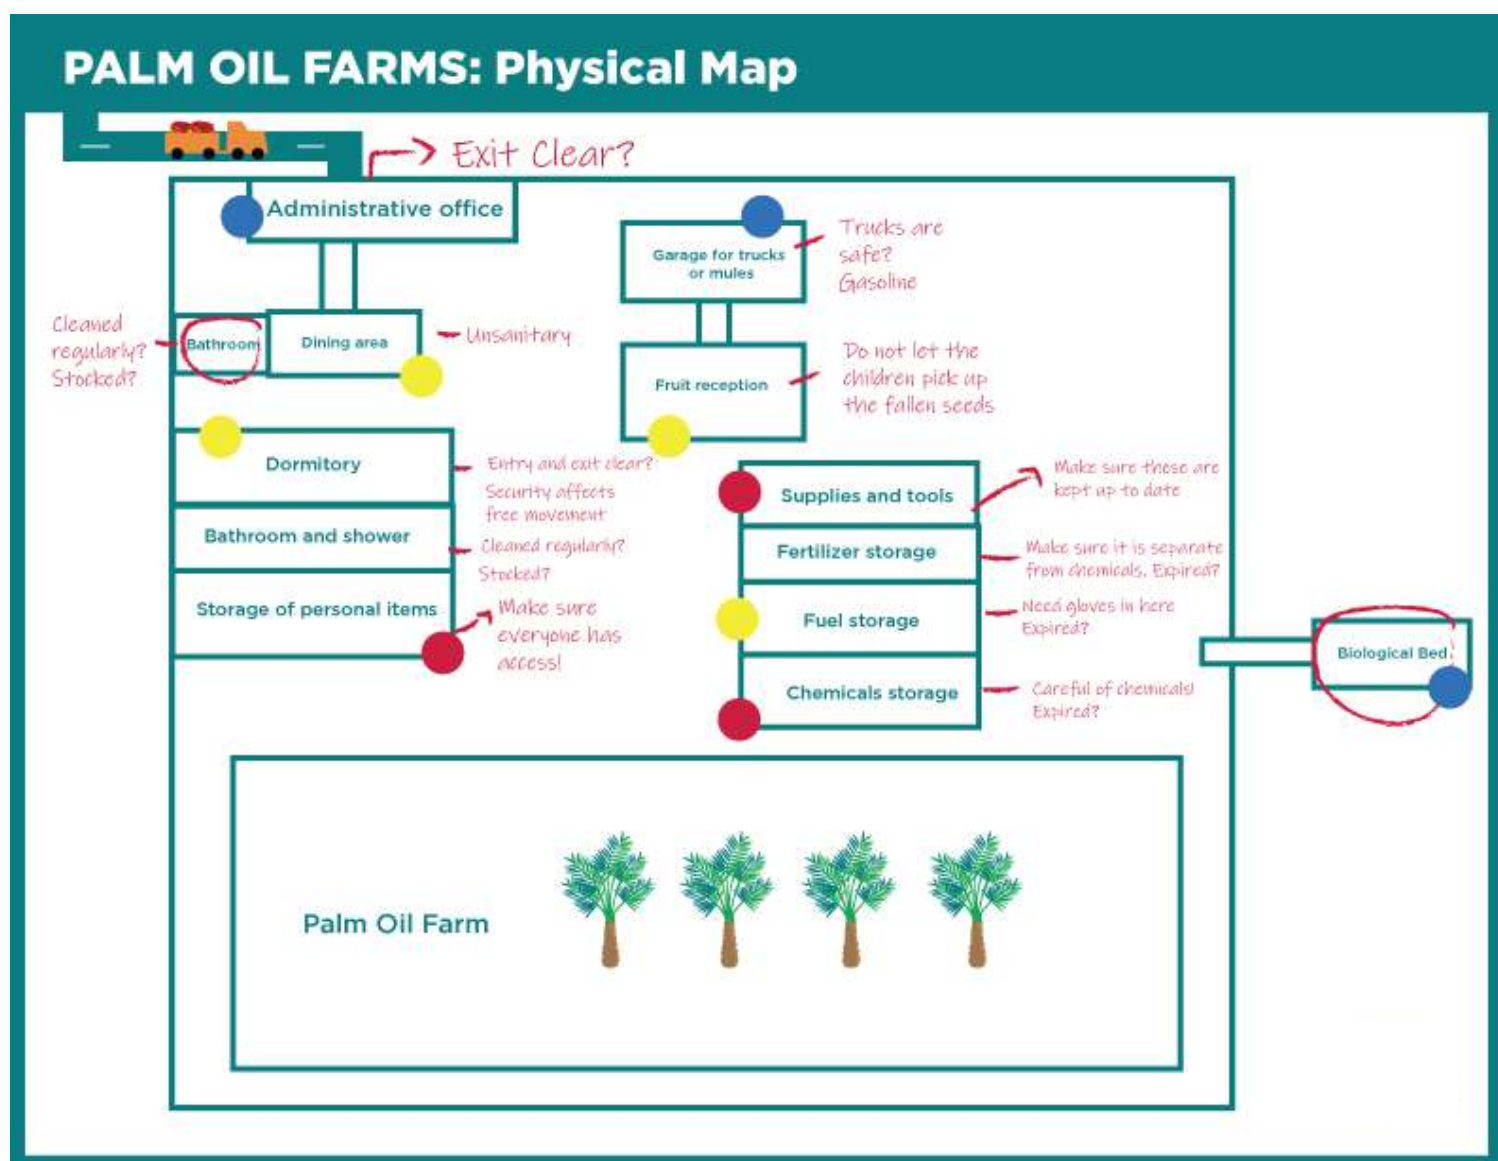 PALM OIL FARMS: Physical Map
Exit Clear?
Administrative office
Garage for trucks
or mules
Trucks are
safe?
Gasoline
Cleaned
regularly?
Stocked?
Bathroom
Dining area
Unsanitary
Fruit reception
Do not let the
children pick up
the fallen seeds
Dormitory
Entry and exit clear?
Security affects
free movement
Bathroom and shower
Cleaned regularly?
Stocked?
Storage of personal items
Make sure
everyone has
access!
Supplies and tools
Make sure these are
kept up to date
Fertilizer storage
Make sure it is separate
from chemicals. Expired?
Fuel storage
Need gloves in here
Expired?
Chemicals storage
Careful of chemicals!
Expired?
Biological Bed
Palm Oil Farm